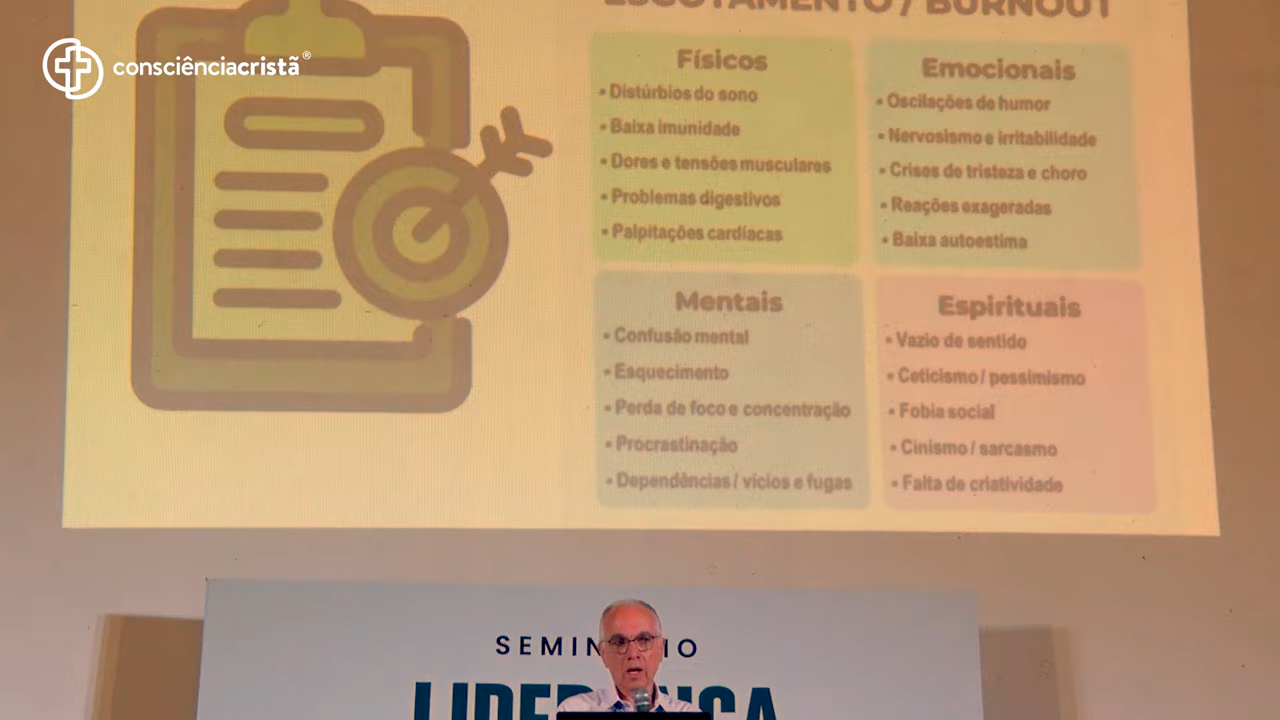 consciênciacristã®
ESGOTAMENTO / BURNOUT
Físicos
• Distúrbios do sono
• Baixa imunidade
• Dores e tensões musculares
• Problemas digestivos
• Palpitações cardíacas
Emocionais
• Oscilações de humor
• Nervosismo e irritabilidade
• Crises de tristeza e choro
• Reações exageradas
• Baixa autoestima
Mentais
• Confusão mental
• Esquecimento
• Perda de foco e concentração
• Procrastinação
• Dependências / vícios e fugas
Espirituais
• Vazio de sentido
• Ceticismo / pessimismo
• Fobia social
• Cinismo / sarcasmo
• Falta de criatividade